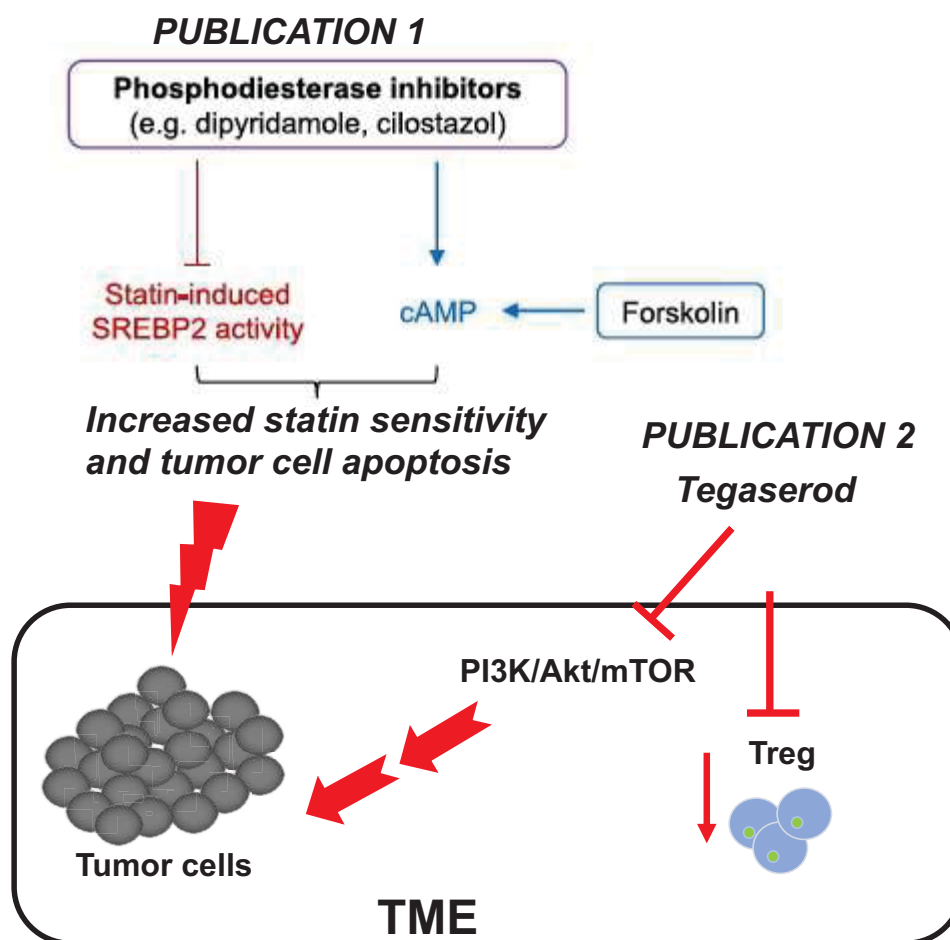 PUBLICATION 1
Phosphodiesterase inhibitors
(e.g. dipyridamole, cilostazol)
Statin-induced
SREBP2 activity
cAMP
Forskolin
Increased statin sensitivity
and tumor cell apoptosis
PUBLICATION 2
Tegaserod
PI3K/Akt/mTOR
Treg
Tumor cells
TME